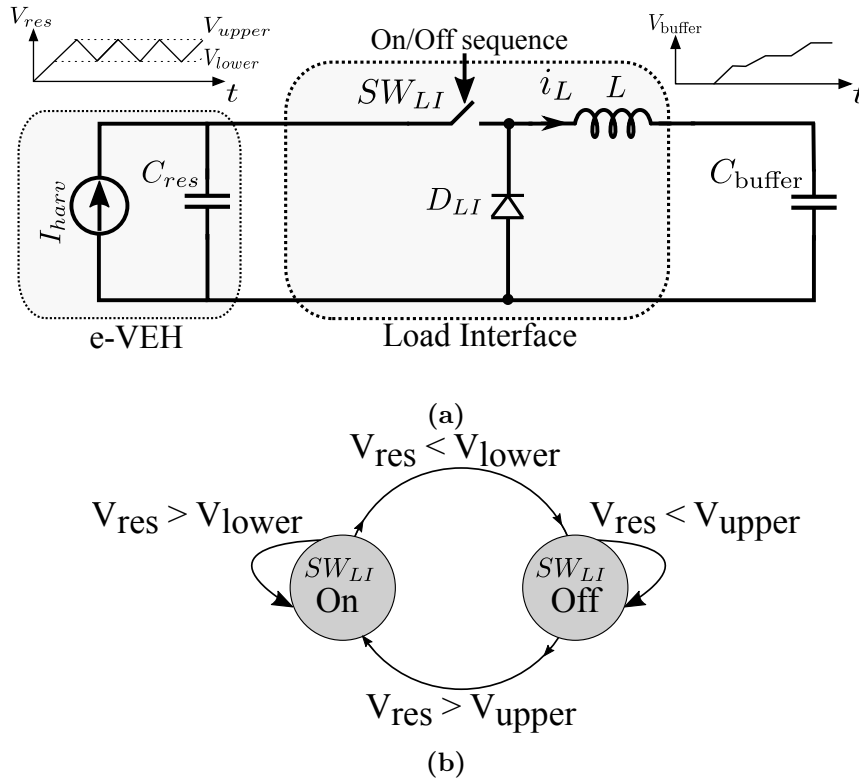 V_res
V_upper
V_lower
t
On/Off sequence
SW_LI
i_L
L
V_buffer
t
I_harv
C_res
D_LI
C_buffer
e-VEH
Load Interface
(a)
V_res < V_lower
V_res > V_lower
V_res < V_upper
SW_LI
On
SW_LI
Off
V_res > V_upper
(b)